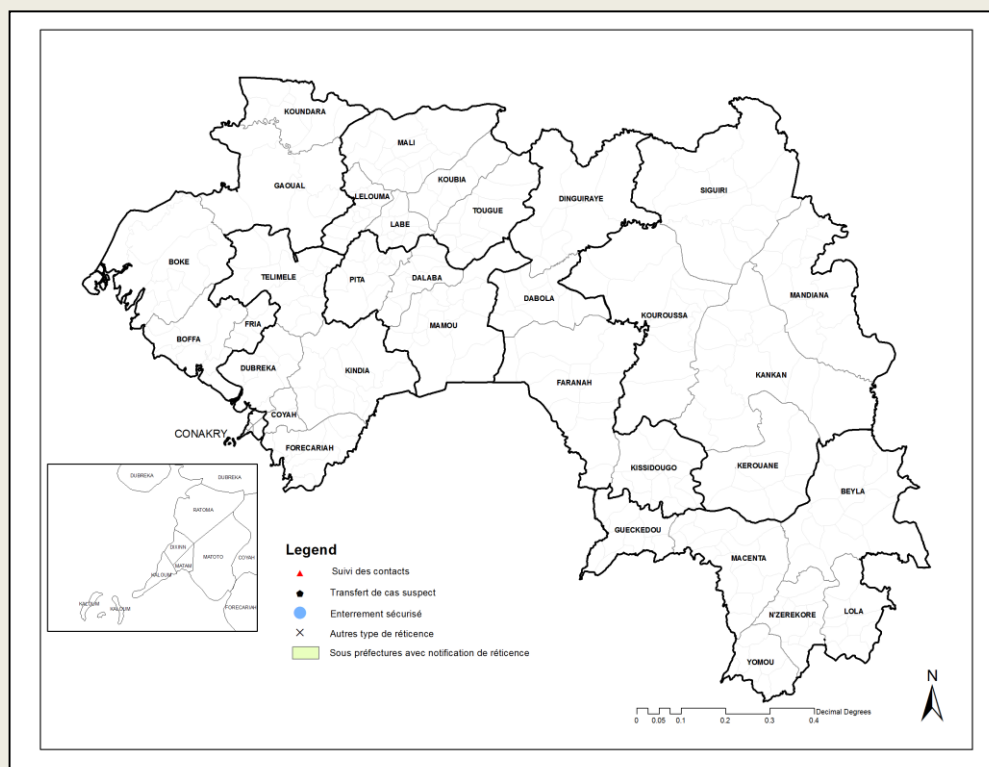 KOUNDARA
MALI
KOUBIA
GAOUAL
LELOUMA
TOUGUE
LABE
DINGUIRAYE
SIGUIRI
BOKE
TELIMELE
PITA
DALABA
DABOLA
MANDIANA
KOUROUSSA
FRIA
MAMOU
BOFFA
DUBREKA
KINDIA
KANKAN
FARANAH
COYAH
CONAKRY
FORECARIAH
KISSIDOUGO
KEROUANE
BEYLA
GUECKEDOU
MACENTA
N'ZEREKORE
LOLA
YOMOU
DUBREKA
DUBREKA
RATOMA
DIXINN
MATOTO
COYAH
MATAM
KALOUM
KALOUM
KALOUM
FORECARIAH
Legend
Suivi des contacts
Transfert de cas suspect
Enterrement sécurisé
Autres type de réticence
Sous préfectures avec notification de réticence
N
Decimal Degrees
0 0.05 0.1 0.2 0.3 0.4